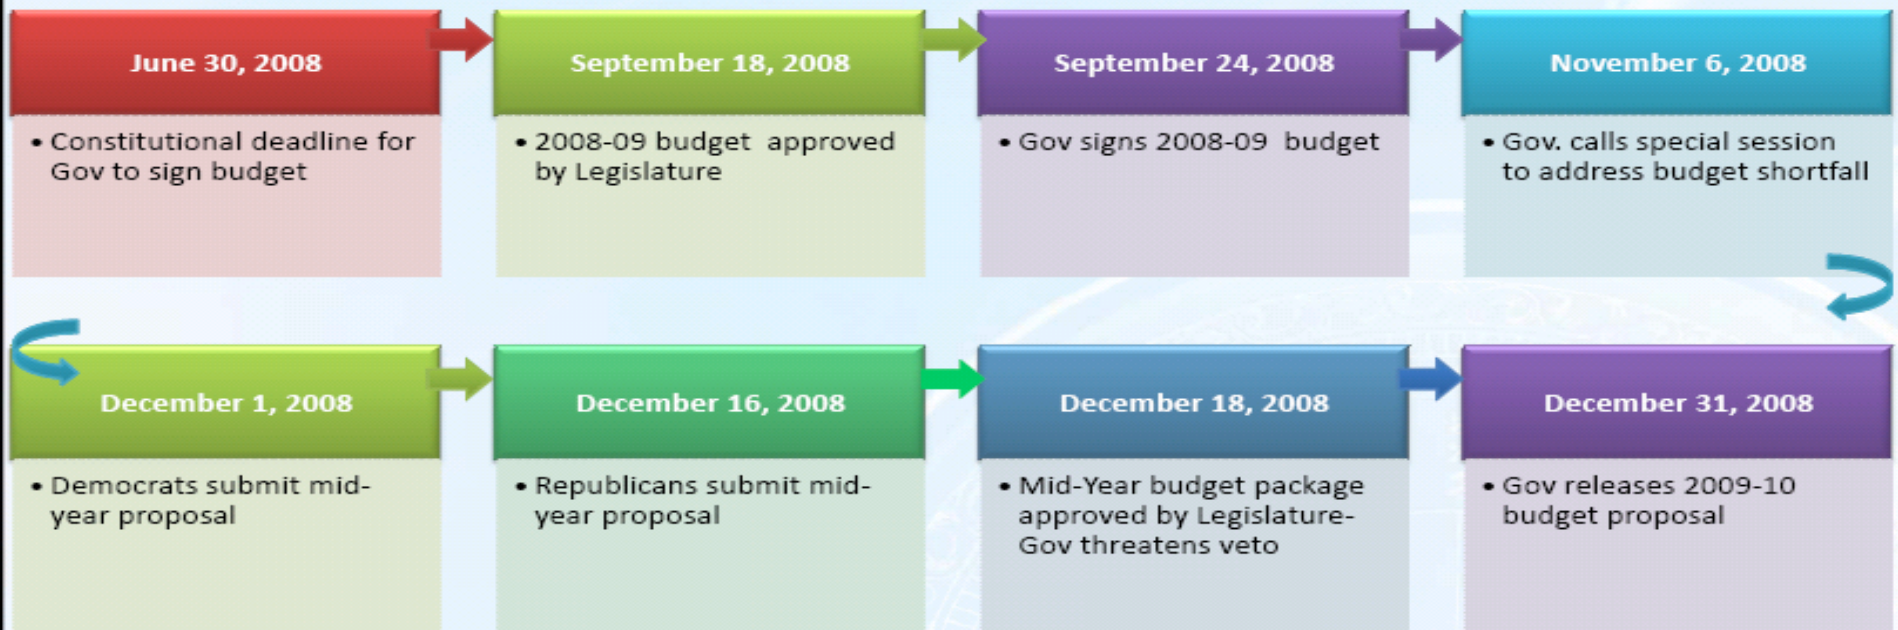 June 30, 2008
• Constitutional deadline for
Gov to sign budget
September 18, 2008
• 2008-09 budget approved
by Legislature
September 24, 2008
• Gov signs 2008-09 budget
November 6, 2008
• Gov. calls special session
to address budget shortfall
December 1, 2008
• Democrats submit mid-
year proposal
December 16, 2008
• Republicans submit mid-
year proposal
December 18, 2008
• Mid-Year budget package
approved by Legislature-
Gov threatens veto
December 31, 2008
• Gov releases 2009-10
budget proposal